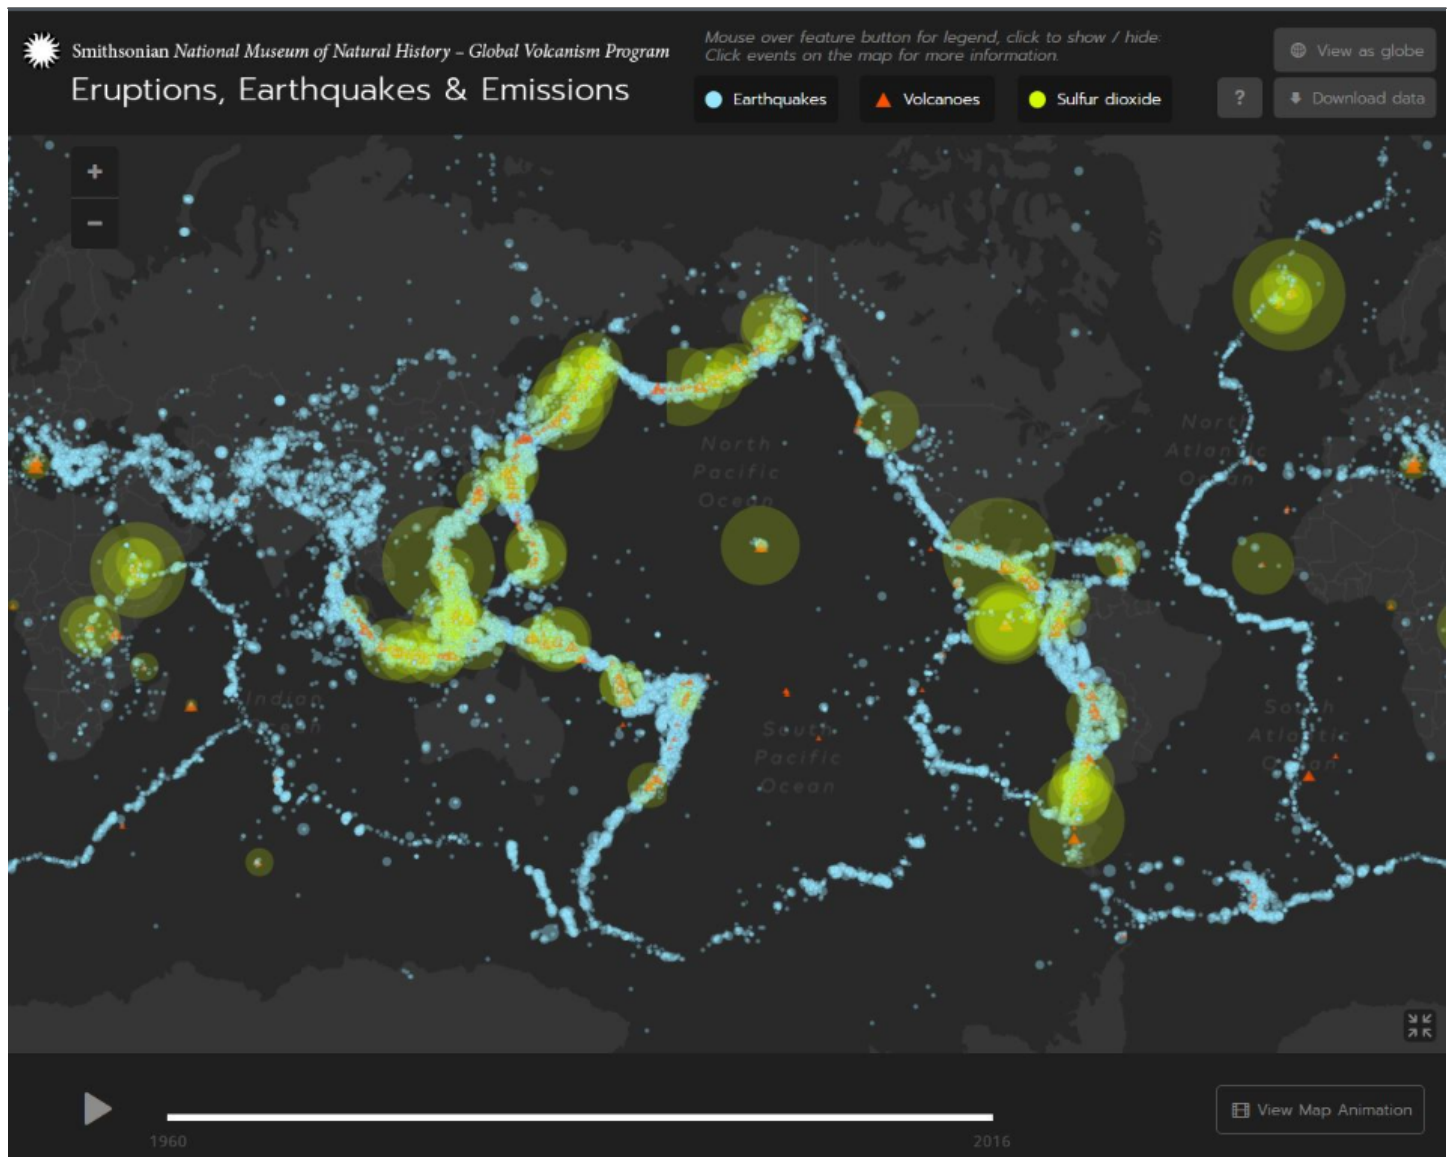 Smithsonian National Museum of Natural History – Global Volcanism Program
Eruptions, Earthquakes & Emissions
Mouse over feature button for legend, click to show / hide:
Click events on the map for more information.
Earthquakes
Volcanoes
Sulfur dioxide
?
View as globe
Download data
+
−
North
Pacific
Ocean
North
Atlantic
Ocean
Indian
Ocean
South
Pacific
Ocean
South
Atlantic
Ocean
1960
2016
View Map Animation